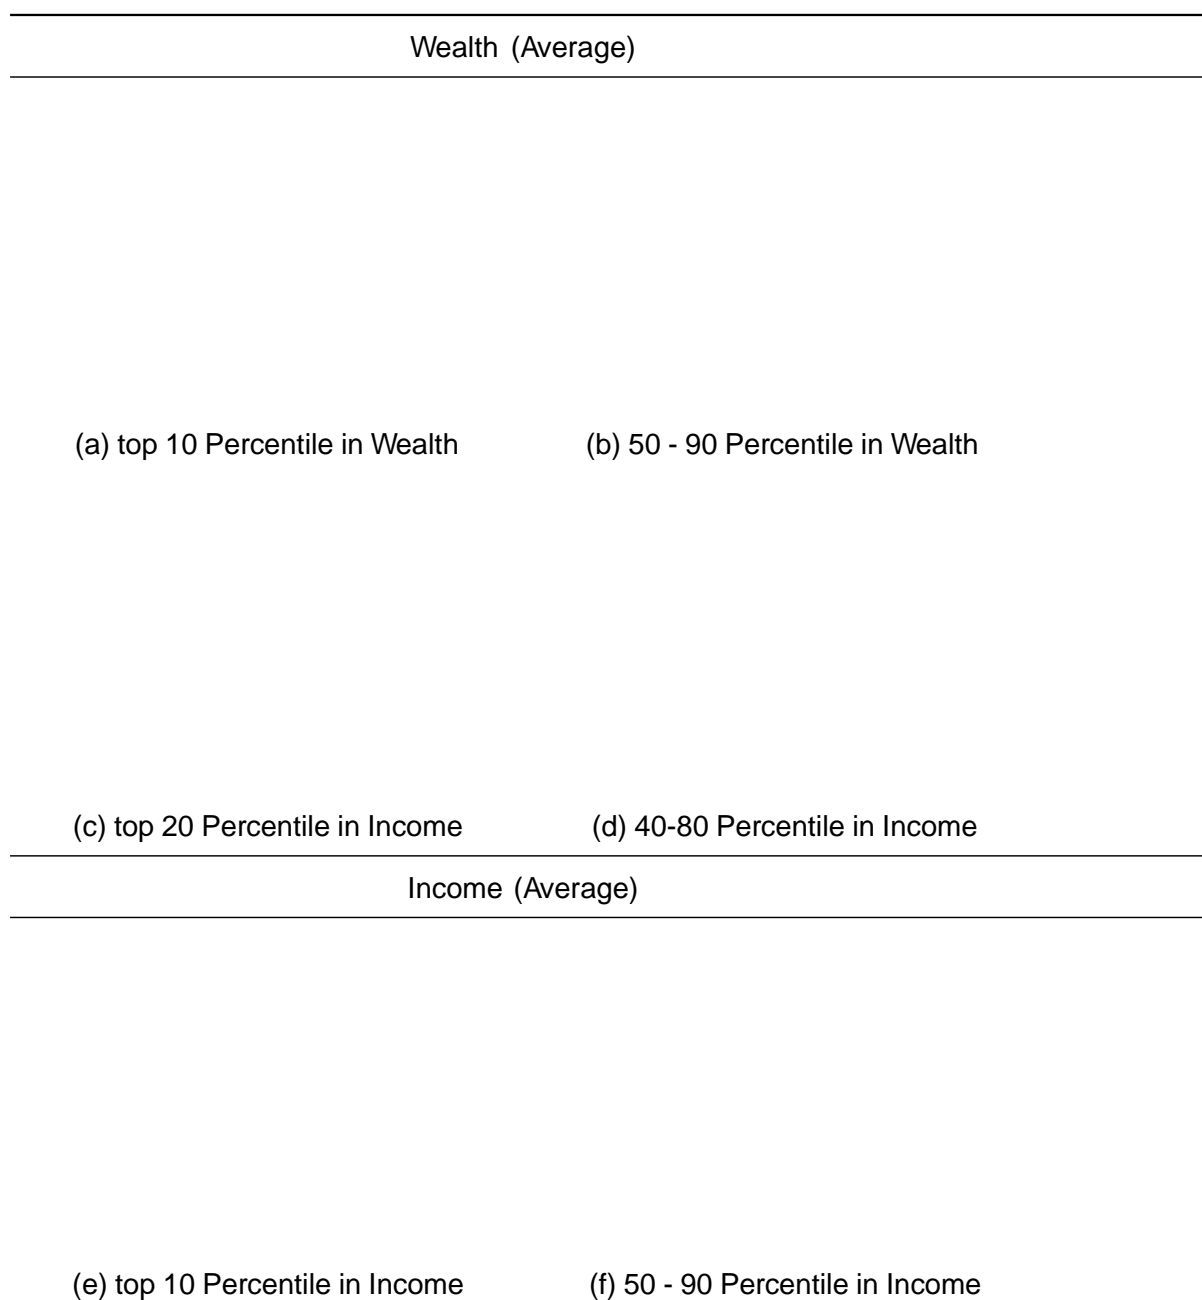 Wealth (Average)
(a) top 10 Percentile in Wealth (b) 50 - 90 Percentile in Wealth
(c) top 20 Percentile in Income (d) 40-80 Percentile in Income
Income (Average)
(e) top 10 Percentile in Income (f) 50 - 90 Percentile in Income